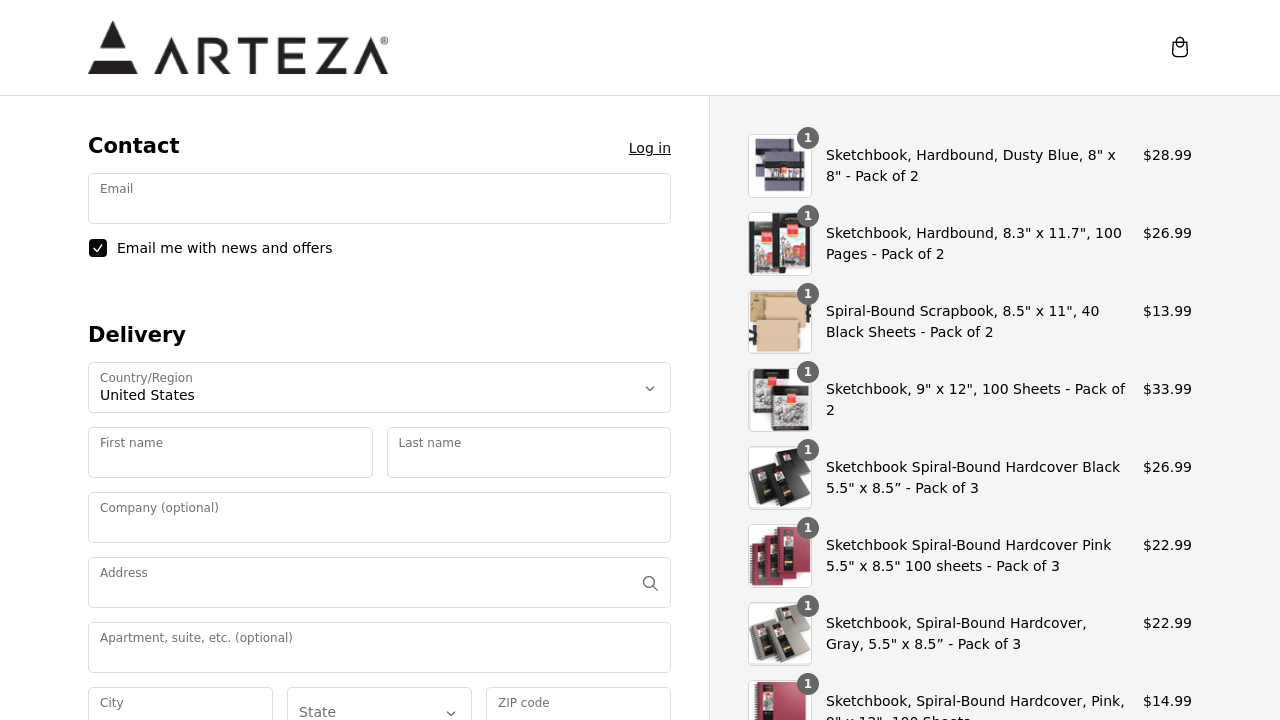 ARTEZA®
Contact
Log in
Email
Email me with news and offers
Delivery
Country/Region
United States
First name
Last name
Company (optional)
Address
Apartment, suite, etc. (optional)
City
State
ZIP code
1
Sketchbook, Hardbound, Dusty Blue, 8" x
8" - Pack of 2
$28.99
1
Sketchbook, Hardbound, 8.3" x 11.7", 100
Pages - Pack of 2
$26.99
1
Spiral-Bound Scrapbook, 8.5" x 11", 40
Black Sheets - Pack of 2
$13.99
1
Sketchbook, 9" x 12", 100 Sheets - Pack of
2
$33.99
1
Sketchbook Spiral-Bound Hardcover Black
5.5" x 8.5” - Pack of 3
$26.99
1
Sketchbook Spiral-Bound Hardcover Pink
5.5" x 8.5" 100 sheets - Pack of 3
$22.99
1
Sketchbook, Spiral-Bound Hardcover,
Gray, 5.5" x 8.5” - Pack of 3
$22.99
1
Sketchbook, Spiral-Bound Hardcover, Pink,
9" x 12", 100 Sheets
$14.99